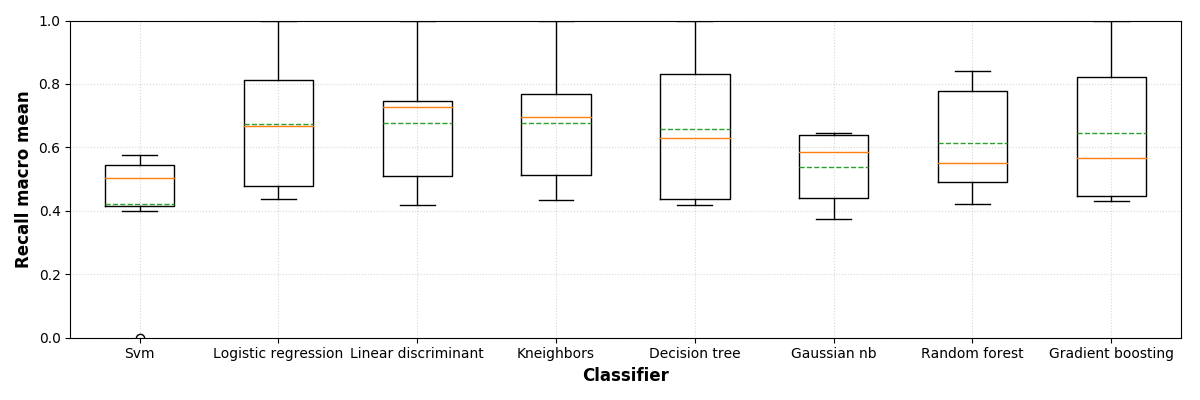 1.0
0.8
0.6
0.4
0.2
0.0
Recall macro mean
Svm Logistic regression Linear discriminant Kneighbors Decision tree Gaussian nb Random forest Gradient boosting
Classifier